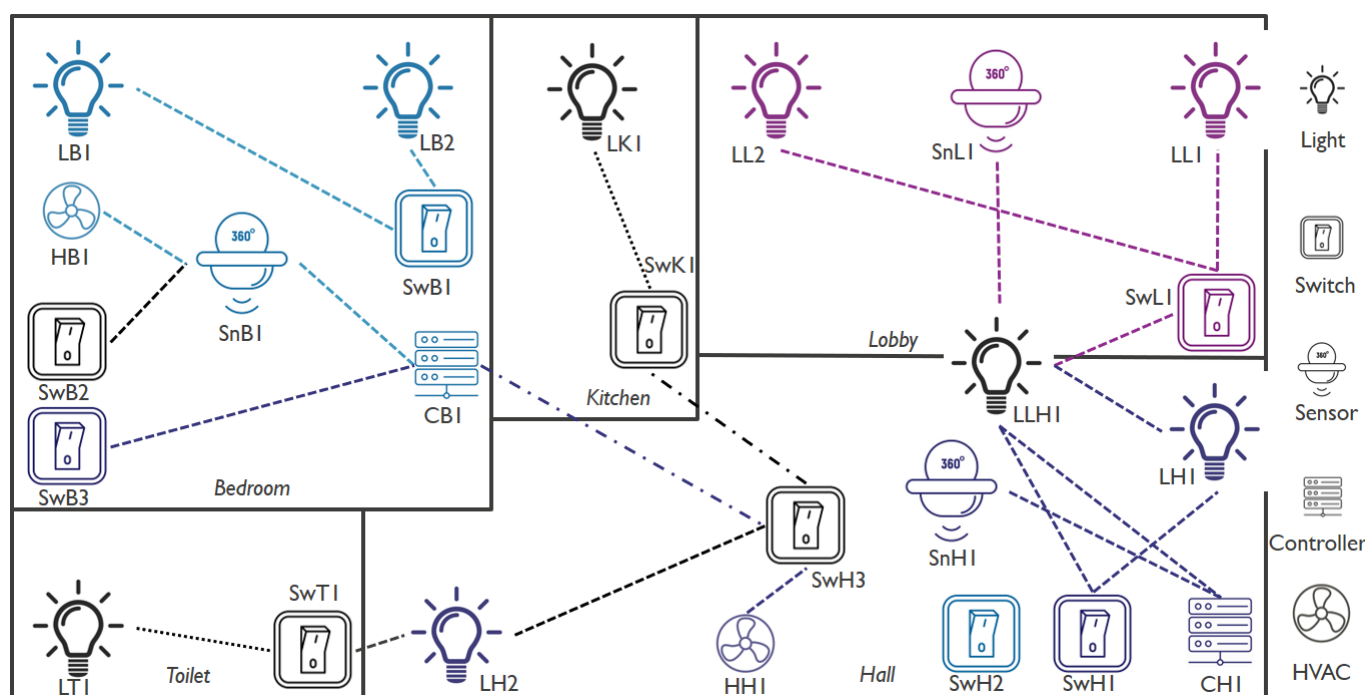 360°
Light
LB1
LB2
LK1
LL2
SnL1
LL1
360°
HB1
SwB1
SnB1
SwK1
SwL1
Switch
Lobby
SwB2
CB1
Kitchen
LLH1
360°
Sensor
360°
LH1
SwB3
Bedroom
SnH1
Controller
SwT1
SwH3
LT1
Toilet
LH2
HH1
Hall
SwH2
SwH1
CH1
HVAC